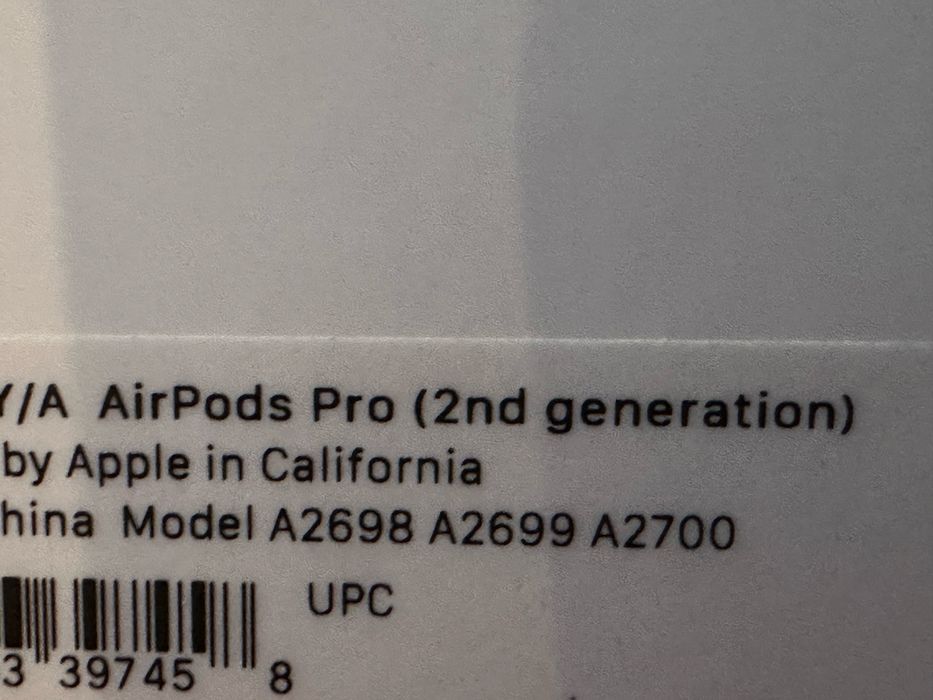 Y/A AirPods Pro (2nd generation)
by Apple in California
hina Model A2698 A2699 A2700
UPC
3 39745 8